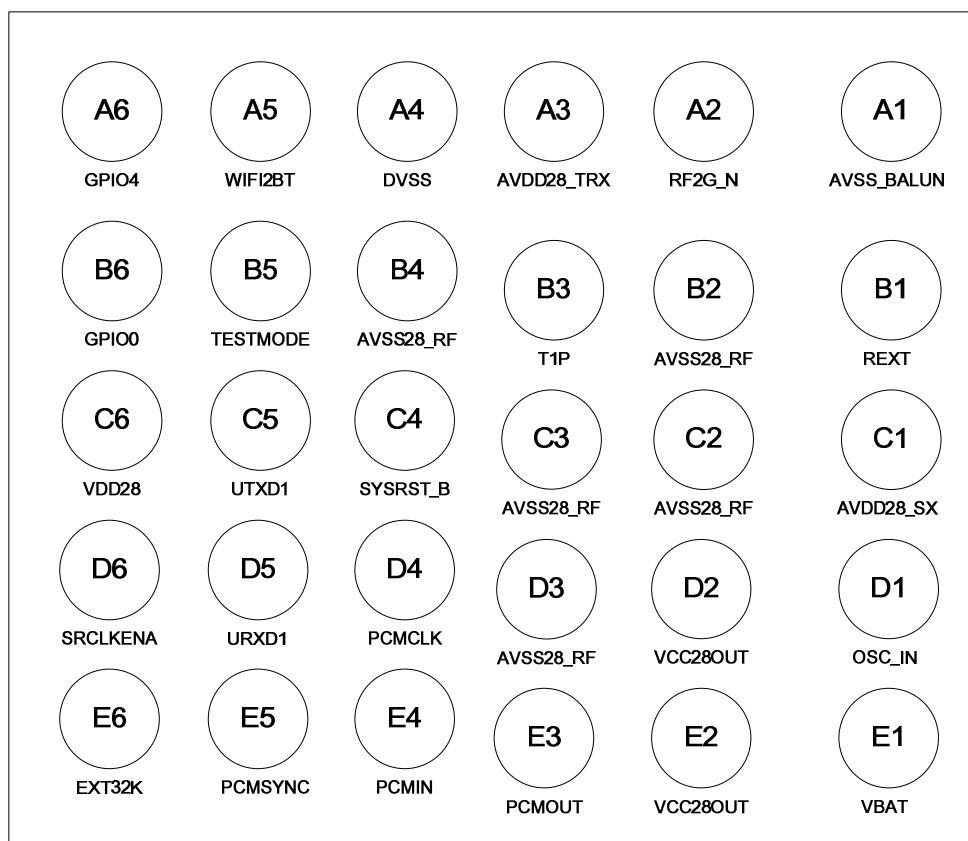 A6 A5 A4 A3 A2 A1
GPIO4 WIFI2BT DVSS AVDD28_TRX RF2G_N AVSS_BALUN
B6 B5 B4 B3 B2 B1
GPIO0 TESTMODE AVSS28_RF T1P AVSS28_RF REXT
C6 C5 C4 C3 C2 C1
VDD28 UTXD1 SYSRST_B AVSS28_RF AVSS28_RF AVDD28_SX
D6 D5 D4 D3 D2 D1
SRCLKENA URXD1 PCMCLK AVSS28_RF VCC28OUT OSC_IN
E6 E5 E4 E3 E2 E1
EXT32K PCMSYNC PCMIN PCMOUT VCC28OUT VBAT